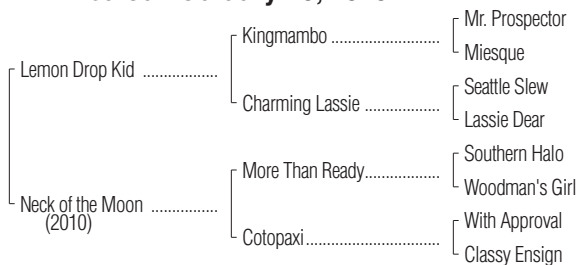 Mr. Prospector
Kingmambo
Miesque
Lemon Drop Kid
Seattle Slew
Charming Lassie
Lassie Dear
Southern Halo
More Than Ready
Woodman's Girl
Neck of the Moon
(2010)
With Approval
Cotopaxi
Classy Ensign